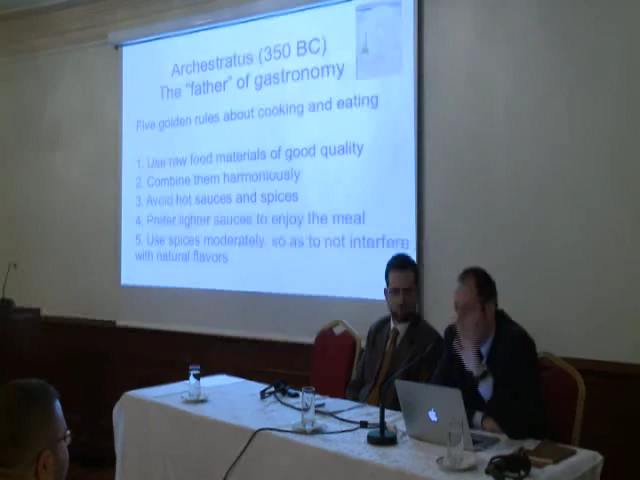 Archestratus (350 BC)
The "father" of gastronomy
Five golden rules about cooking and eating
1. Use raw food materials of good quality
2. Combine them harmoniously
3. Avoid hot sauces and spices
4. Prefer lighter sauces to enjoy the meal
5. Use spices moderately, so as to not interfere
with natural flavors